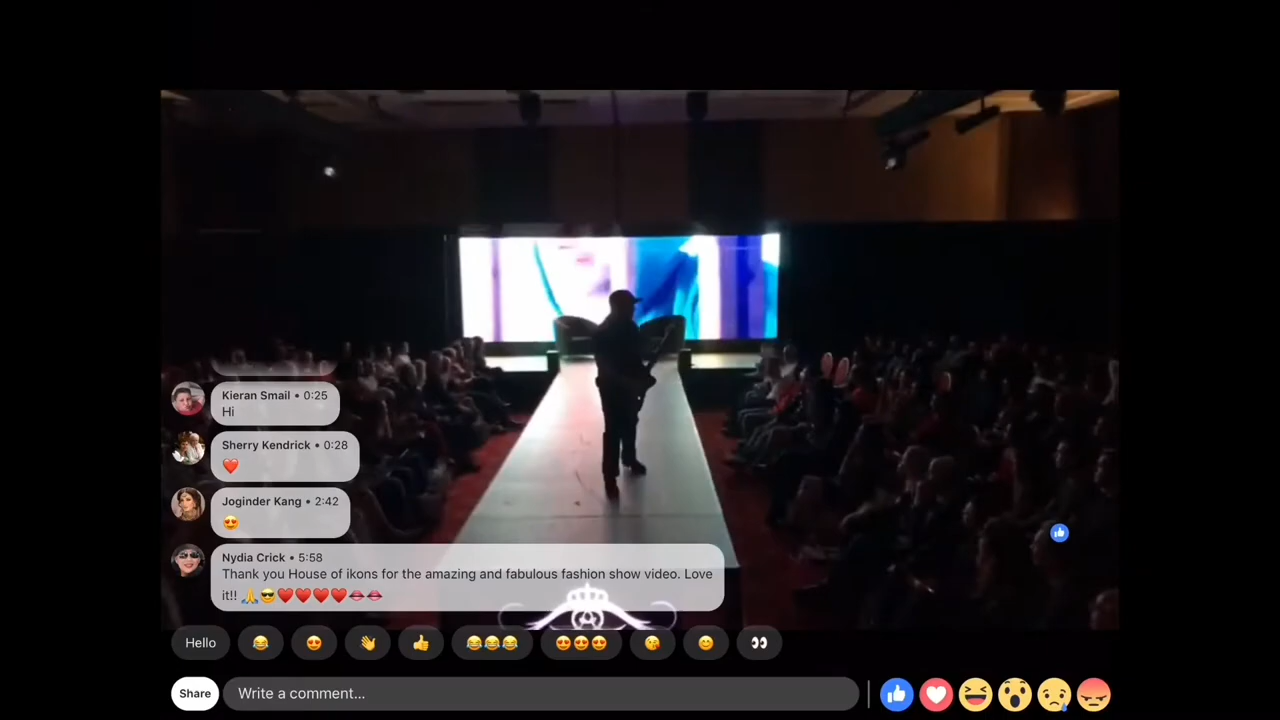 Kieran Smail • 0:25
Hi
Sherry Kendrick • 0:28
❤️
Joginder Kang • 2:42
😍
Nydia Crick • 5:58
Thank you House of ikons for the amazing and fabulous fashion show video. Love
it!! 🙏😎❤️❤️❤️❤️💋💋
Hello 😂 😍 👋 👍 😂😂😂 😍😍😍 😘 😊 👀
Share Write a comment...